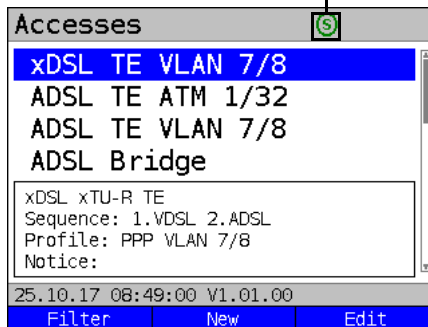 Accesses S
xDSL TE VLAN 7/8
ADSL TE ATM 1/32
ADSL TE VLAN 7/8
ADSL Bridge
xDSL xTU-R TE
Sequence: 1.VDSL 2.ADSL
Profile: PPP VLAN 7/8
Notice:
25.10.17 08:49:00 V1.01.00
Filter New Edit